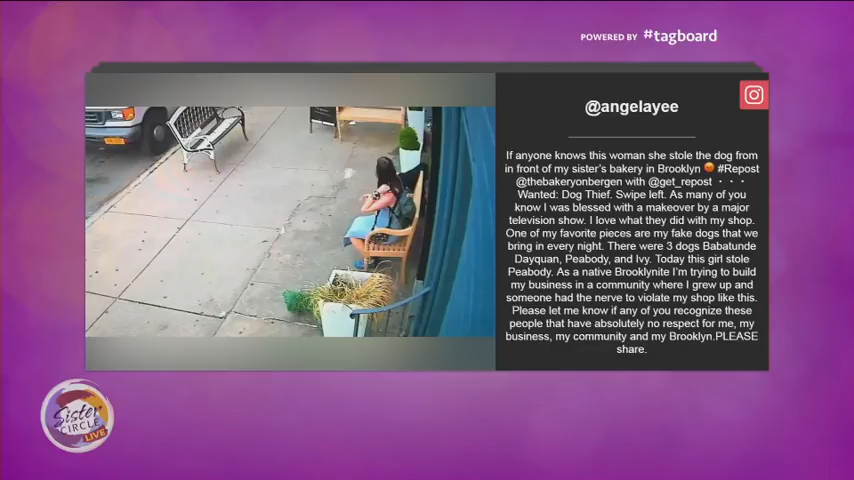 POWERED BY #tagboard
@angelayee
If anyone knows this woman she stole the dog from
in front of my sister's bakery in Brooklyn 😡 #Repost
@thebakeryonbergen with @get_repost ・・・
Wanted: Dog Thief. Swipe left. As many of you
know I was blessed with a makeover by a major
television show. I love what they did with my shop.
One of my favorite pieces are my fake dogs that we
bring in every night. There were 3 dogs Babatunde
Dayquan, Peabody, and Ivy. Today this girl stole
Peabody. As a native Brooklynite I'm trying to build
my business in a community where I grew up and
someone had the nerve to violate my shop like this.
Please let me know if any of you recognize these
people that have absolutely no respect for me, my
business, my community and my Brooklyn.PLEASE
share.
Sister
CIRCLE
LIVE